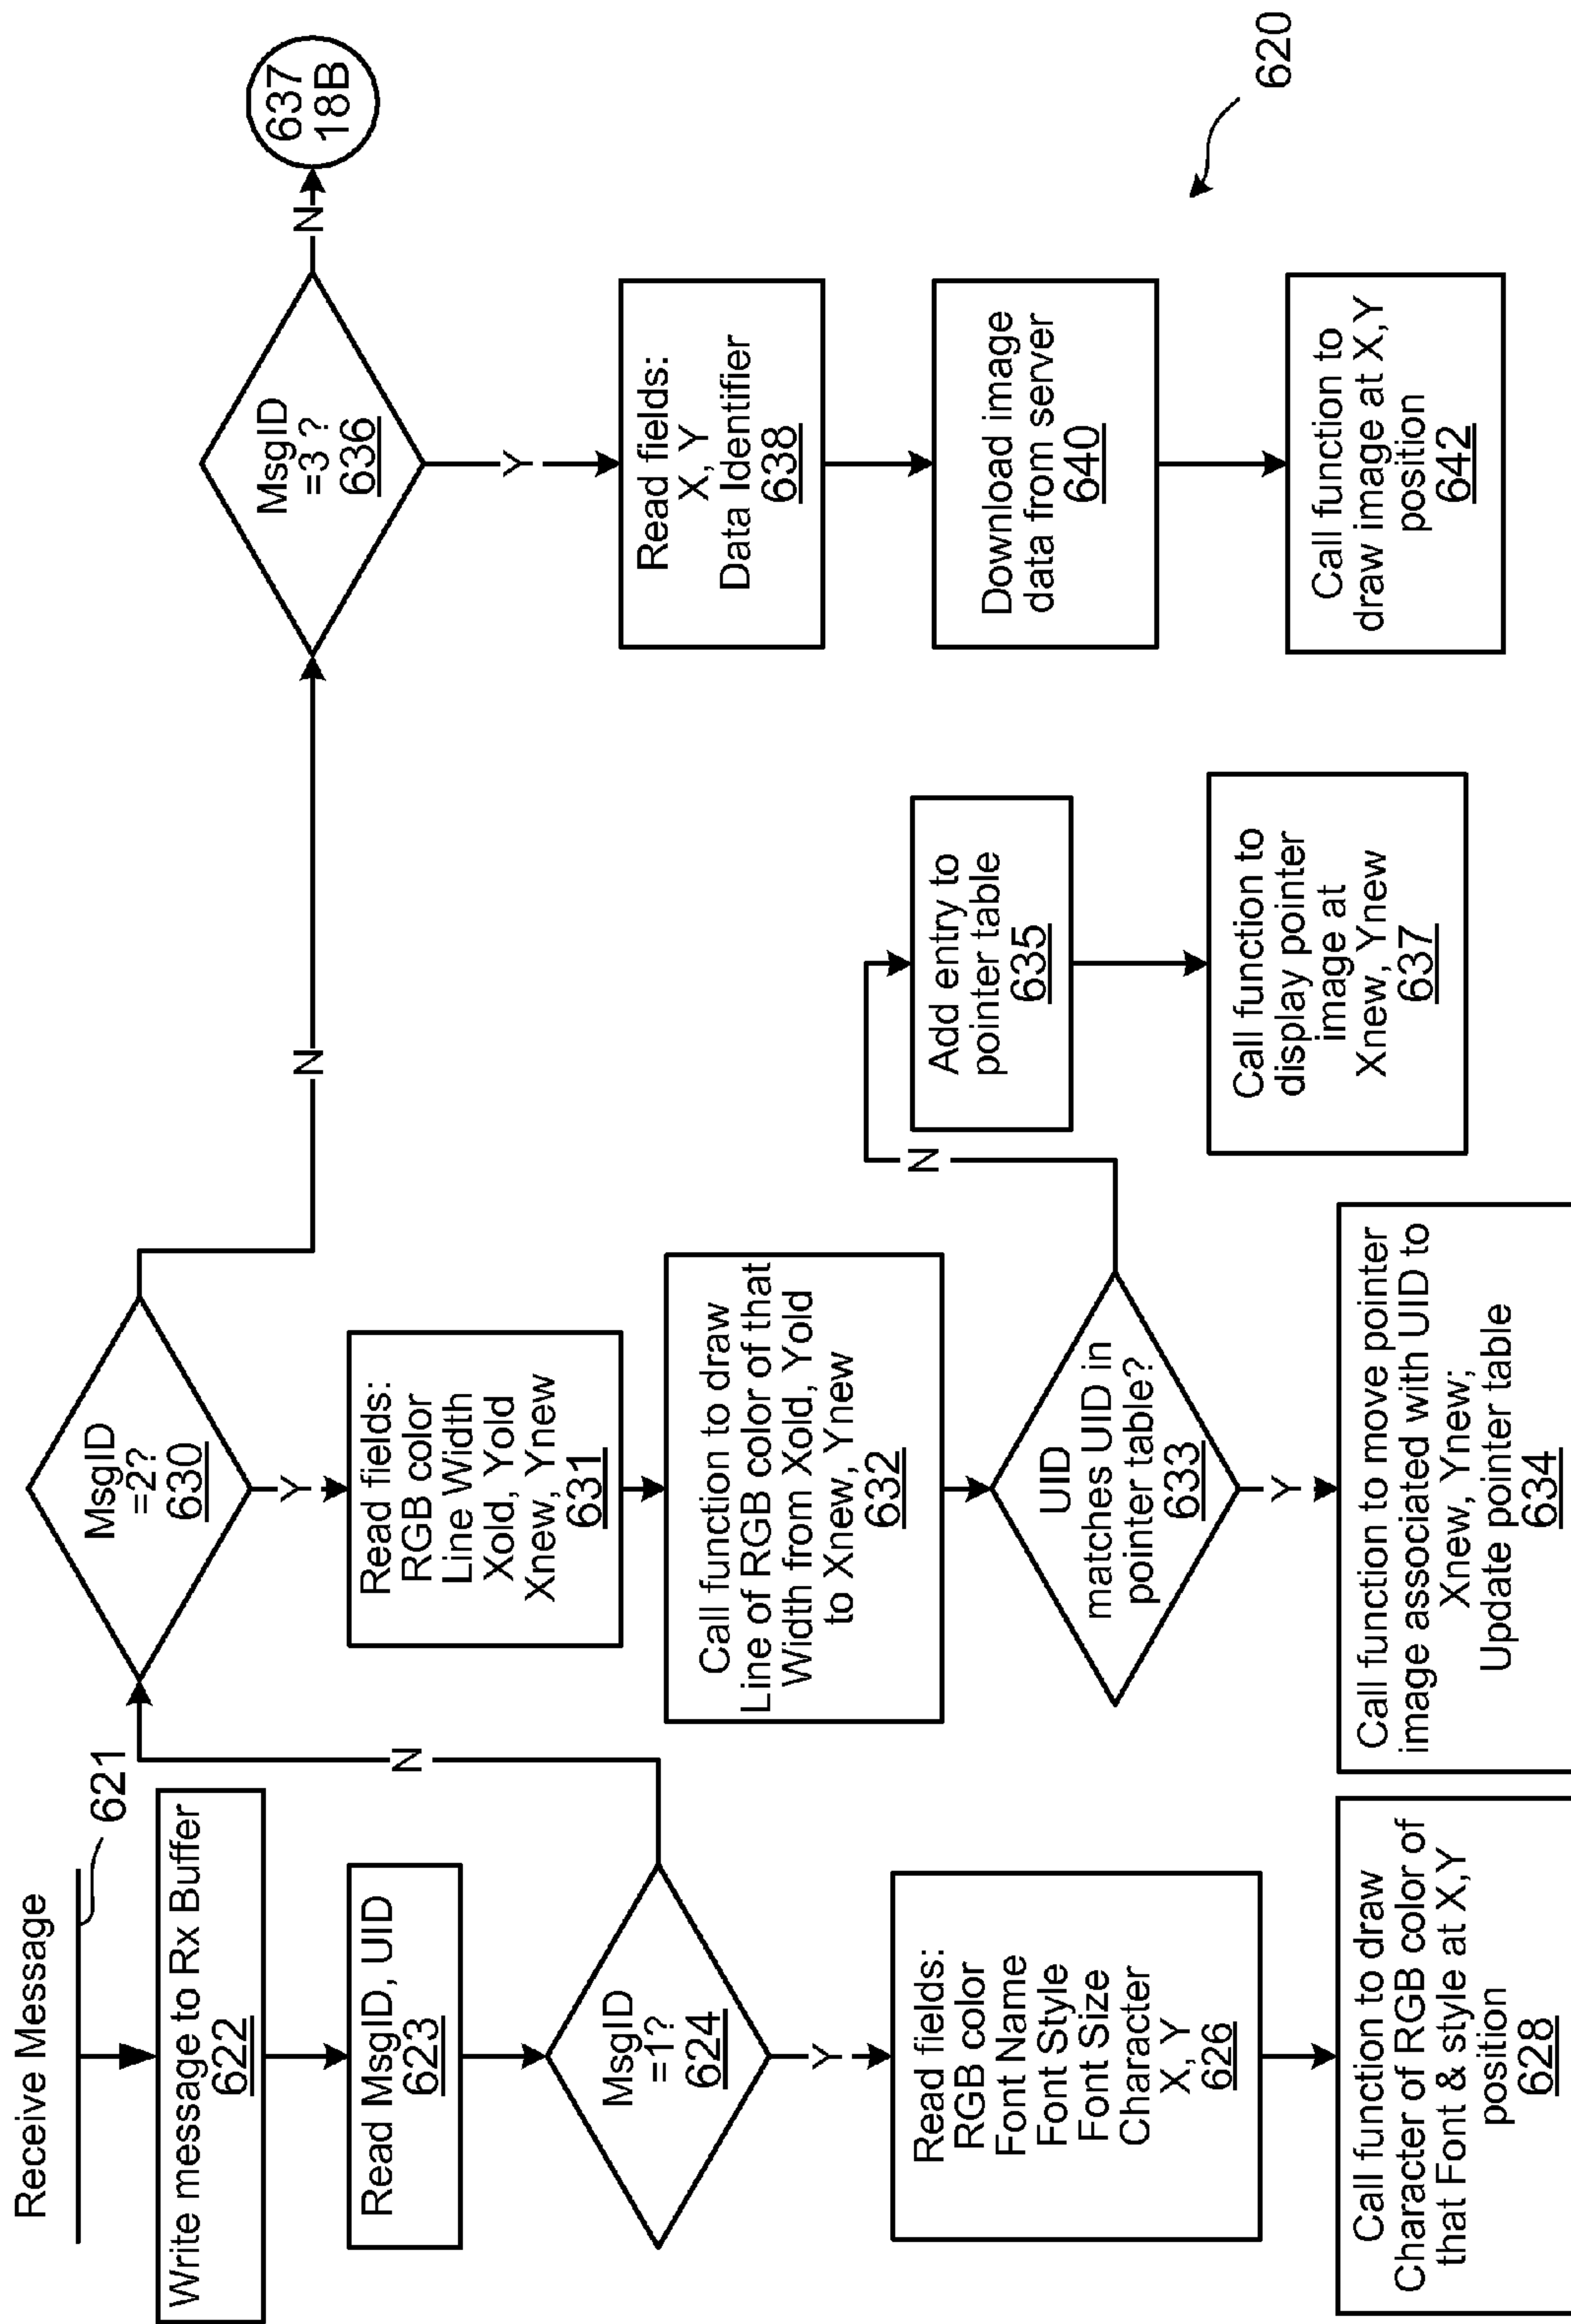 Receive Message
621
Write message to Rx Buffer
622
Read MsgID, UID
623
MsgID
=1?
624
Y
N
Read fields:
RGB color
Font Name
Font Style
Font Size
Character
X, Y
626
Call function to draw
Character of RGB color of
that Font & style at X,Y
position
628
MsgID
=2?
630
Y
N
Read fields:
RGB color
Line Width
Xold, Yold
Xnew, Ynew
631
Call function to draw
Line of RGB color of that
Width from Xold, Yold
to Xnew, Ynew
632
UID
matches UID in
pointer table?
633
Y
N
Call function to move pointer
image associated with UID to
Xnew, Ynew;
Update pointer table
634
Add entry to
pointer table
635
Call function to
display pointer
image at
Xnew, Ynew
637
MsgID
=3 ?
636
Y
N
637
18B
Read fields:
X, Y
Data Identifier
638
Download image
data from server
640
Call function to
draw image at X,Y
position
642
620